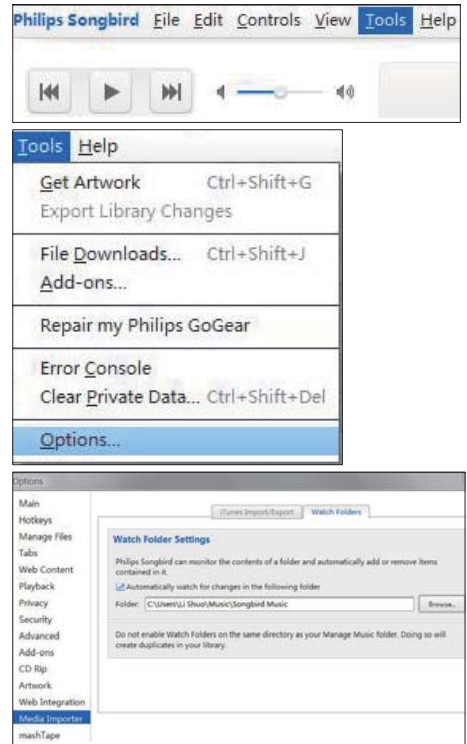 Philips Songbird File Edit Controls View Tools Help
Tools Help
Get Artwork Ctrl+Shift+G
Export Library Changes
File Downloads... Ctrl+Shift+J
Add-ons...
Repair my Philips GoGear
Error Console
Clear Private Data... Ctrl+Shift+Del
Options...
Options
Main
Hotkeys
Manage Files
Tabs
Web Content
Playback
Privacy
Security
Advanced
Add-ons
CD Rip
Artwork
Web Integration
Media Importer
mashTape
iTunes Import/Export Watch Folders
Watch Folder Settings
Philips Songbird can monitor the contents of a folder and automatically add or remove items
contained in it.
Automatically watch for changes in the following folder
Folder: C:\Users\Li Shuo\Music\Songbird Music Browse...
Do not enable Watch Folders on the same directory as your Manage Music folder. Doing so will
create duplicates in your library.